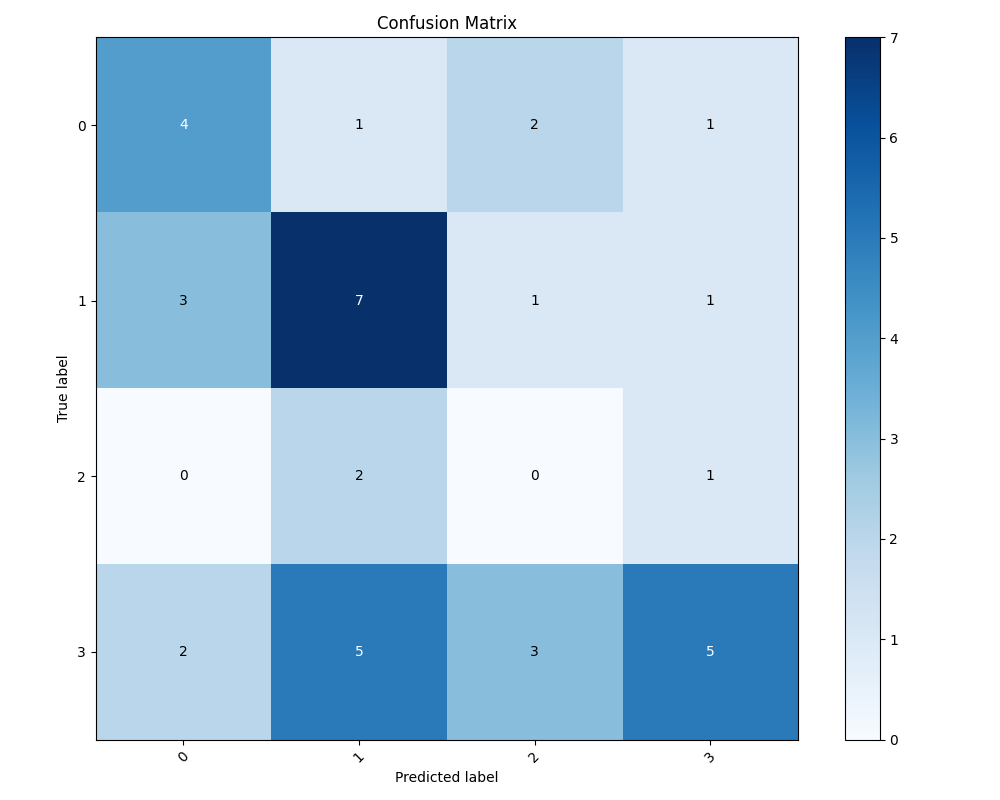 Confusion Matrix
7
0 4 1 2 1
6
5
1 3 7 1 1
4
True label
3
2 0 2 0 1
2
1
3 2 5 3 5
0
0 1 2 3
Predicted label